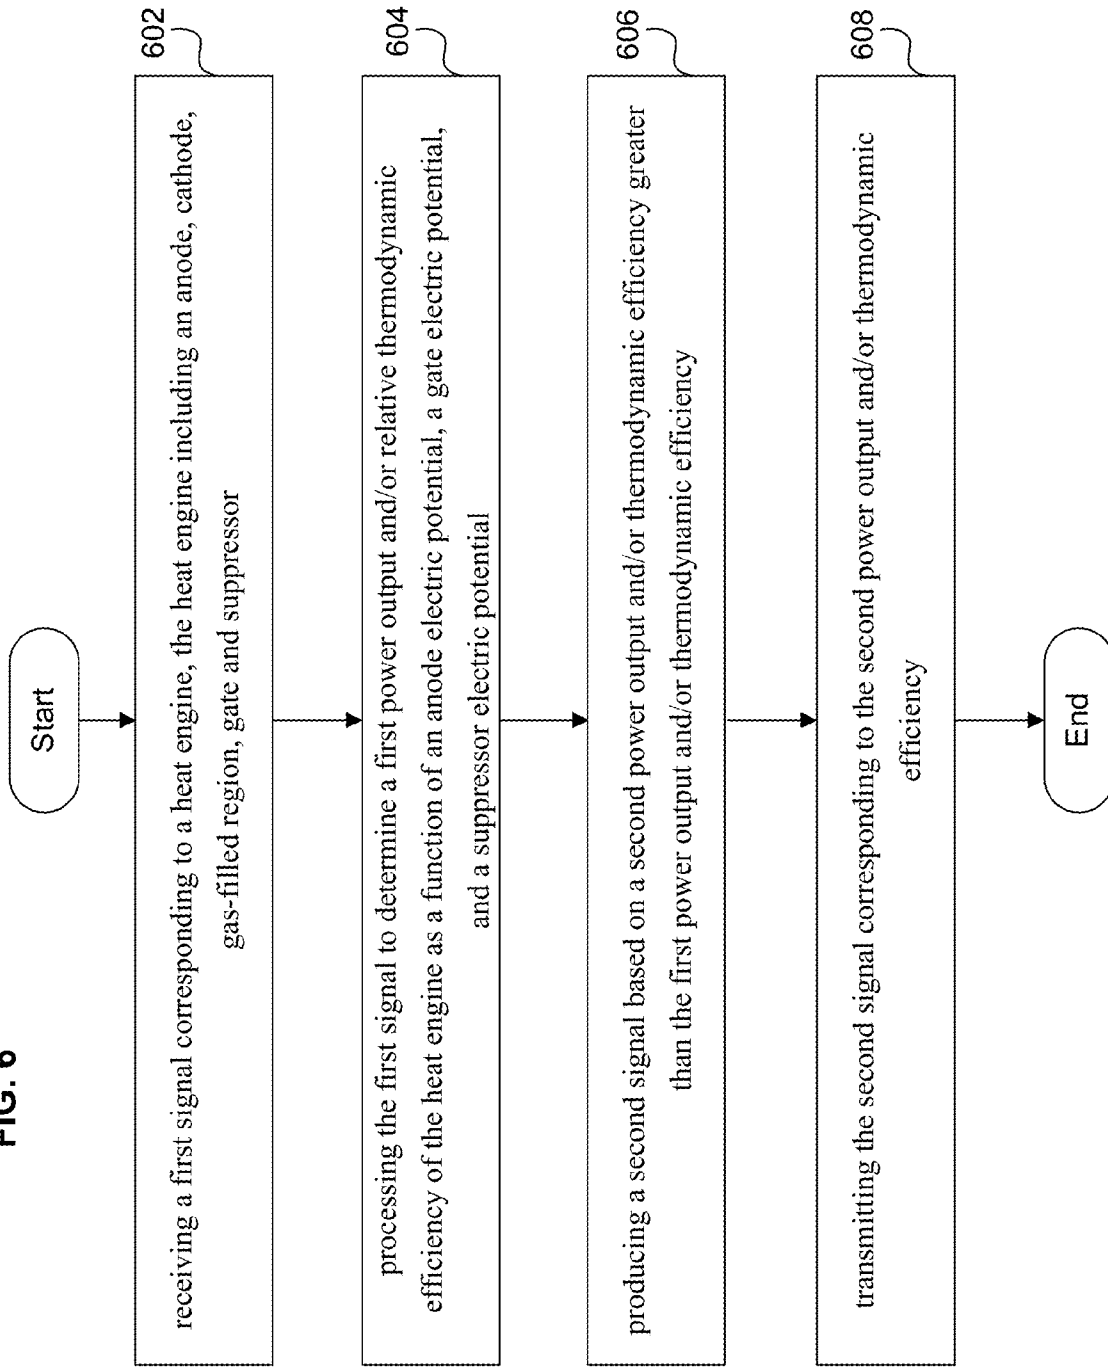 FIG. 6
Start
602
receiving a first signal corresponding to a heat engine, the heat engine including an anode, cathode,
gas-filled region, gate and suppressor
604
processing the first signal to determine a first power output and/or relative thermodynamic
efficiency of the heat engine as a function of an anode electric potential, a gate electric potential,
and a suppressor electric potential
606
producing a second signal based on a second power output and/or thermodynamic efficiency greater
than the first power output and/or thermodynamic efficiency
608
transmitting the second signal corresponding to the second power output and/or thermodynamic
efficiency
End